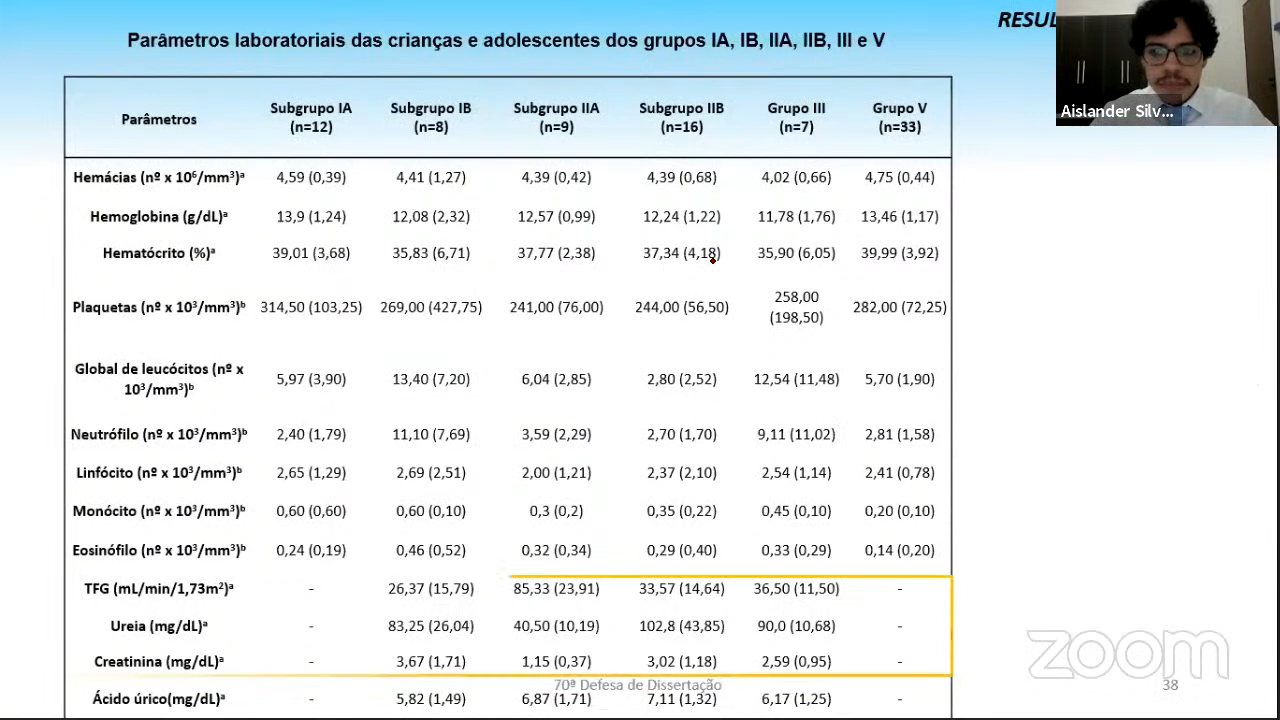 RESUL
Aislander Silv...
Parâmetros laboratoriais das crianças e adolescentes dos grupos IA, IB, IIA, IIB, III e V
Parâmetros Subgrupo IA (n=12) Subgrupo IB (n=8) Subgrupo IIA (n=9) Subgrupo IIB (n=16) Grupo III (n=7) Grupo V (n=33)
Hemácias (nº x 10⁶/mm³)ᵃ 4,59 (0,39) 4,41 (1,27) 4,39 (0,42) 4,39 (0,68) 4,02 (0,66) 4,75 (0,44)
Hemoglobina (g/dL)ᵃ 13,9 (1,24) 12,08 (2,32) 12,57 (0,99) 12,24 (1,22) 11,78 (1,76) 13,46 (1,17)
Hematócrito (%)ᵃ 39,01 (3,68) 35,83 (6,71) 37,77 (2,38) 37,34 (4,18) 35,90 (6,05) 39,99 (3,92)
Plaquetas (nº x 10³/mm³)ᵇ 314,50 (103,25) 269,00 (427,75) 241,00 (76,00) 244,00 (56,50) 258,00 (198,50) 282,00 (72,25)
Global de leucócitos (nº x 10³/mm³)ᵇ 5,97 (3,90) 13,40 (7,20) 6,04 (2,85) 2,80 (2,52) 12,54 (11,48) 5,70 (1,90)
Neutrófilo (nº x 10³/mm³)ᵇ 2,40 (1,79) 11,10 (7,69) 3,59 (2,29) 2,70 (1,70) 9,11 (11,02) 2,81 (1,58)
Linfócito (nº x 10³/mm³)ᵇ 2,65 (1,29) 2,69 (2,51) 2,00 (1,21) 2,37 (2,10) 2,54 (1,14) 2,41 (0,78)
Monócito (nº x 10³/mm³)ᵇ 0,60 (0,60) 0,60 (0,10) 0,3 (0,2) 0,35 (0,22) 0,45 (0,10) 0,20 (0,10)
Eosinófilo (nº x 10³/mm³)ᵇ 0,24 (0,19) 0,46 (0,52) 0,32 (0,34) 0,29 (0,40) 0,33 (0,29) 0,14 (0,20)
TFG (mL/min/1,73m²)ᵃ - 26,37 (15,79) 85,33 (23,91) 33,57 (14,64) 36,50 (11,50) -
Ureia (mg/dL)ᵃ - 83,25 (26,04) 40,50 (10,19) 102,8 (43,85) 90,0 (10,68) -
Creatinina (mg/dL)ᵃ - 3,67 (1,71) 1,15 (0,37) 3,02 (1,18) 2,59 (0,95) -
Ácido úrico(mg/dL)ᵃ - 5,82 (1,49) 6,87 (1,71) 7,11 (1,32) 6,17 (1,25) -
70ª Defesa de Dissertação
38
zoom